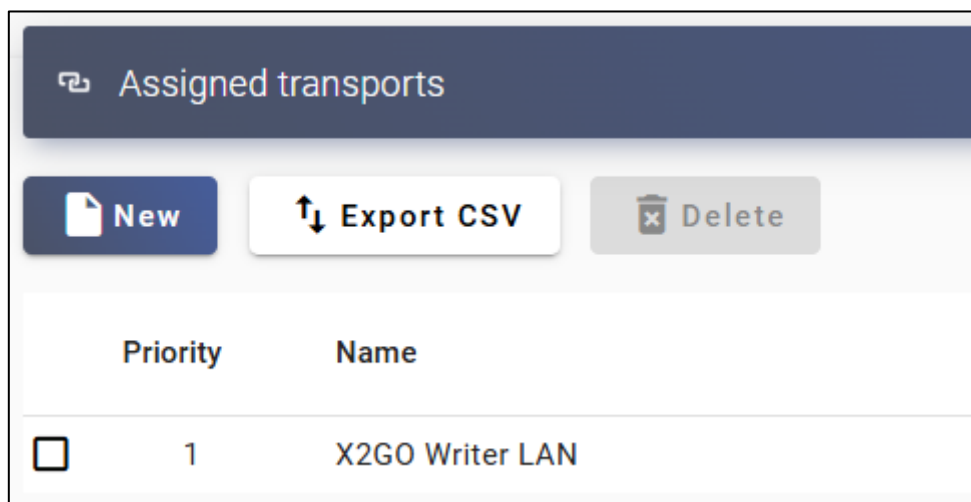 Assigned transports
New Export CSV Delete
Priority Name
1 X2GO Writer LAN